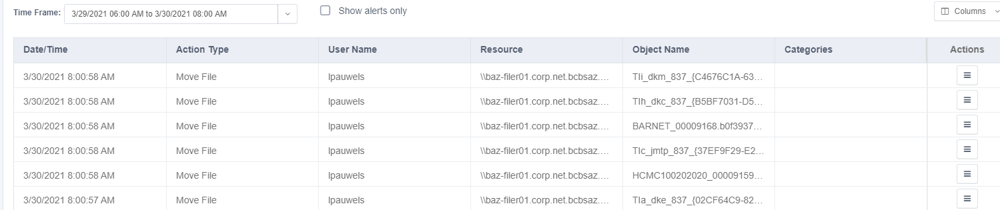 Time Frame: 3/29/2021 06:00 AM to 3/30/2021 08:00 AM Show alerts only Columns
Date/Time Action Type User Name Resource Object Name Categories Actions
3/30/2021 8:00:58 AM Move File lpauwels \\baz-filer01.corp.net.bcbsaz.... TIi_dkm_837_{C4676C1A-63...
3/30/2021 8:00:58 AM Move File lpauwels \\baz-filer01.corp.net.bcbsaz.... TIh_dkc_837_{B5BF7031-D5...
3/30/2021 8:00:58 AM Move File lpauwels \\baz-filer01.corp.net.bcbsaz.... BARNET_00009168.b0f3937...
3/30/2021 8:00:58 AM Move File lpauwels \\baz-filer01.corp.net.bcbsaz.... TIc_jmtp_837_{37EF9F29-E2...
3/30/2021 8:00:58 AM Move File lpauwels \\baz-filer01.corp.net.bcbsaz.... HCMC100202020_00009159...
3/30/2021 8:00:57 AM Move File lpauwels \\baz-filer01.corp.net.bcbsaz.... TIa_dke_837_{02CF64C9-82...